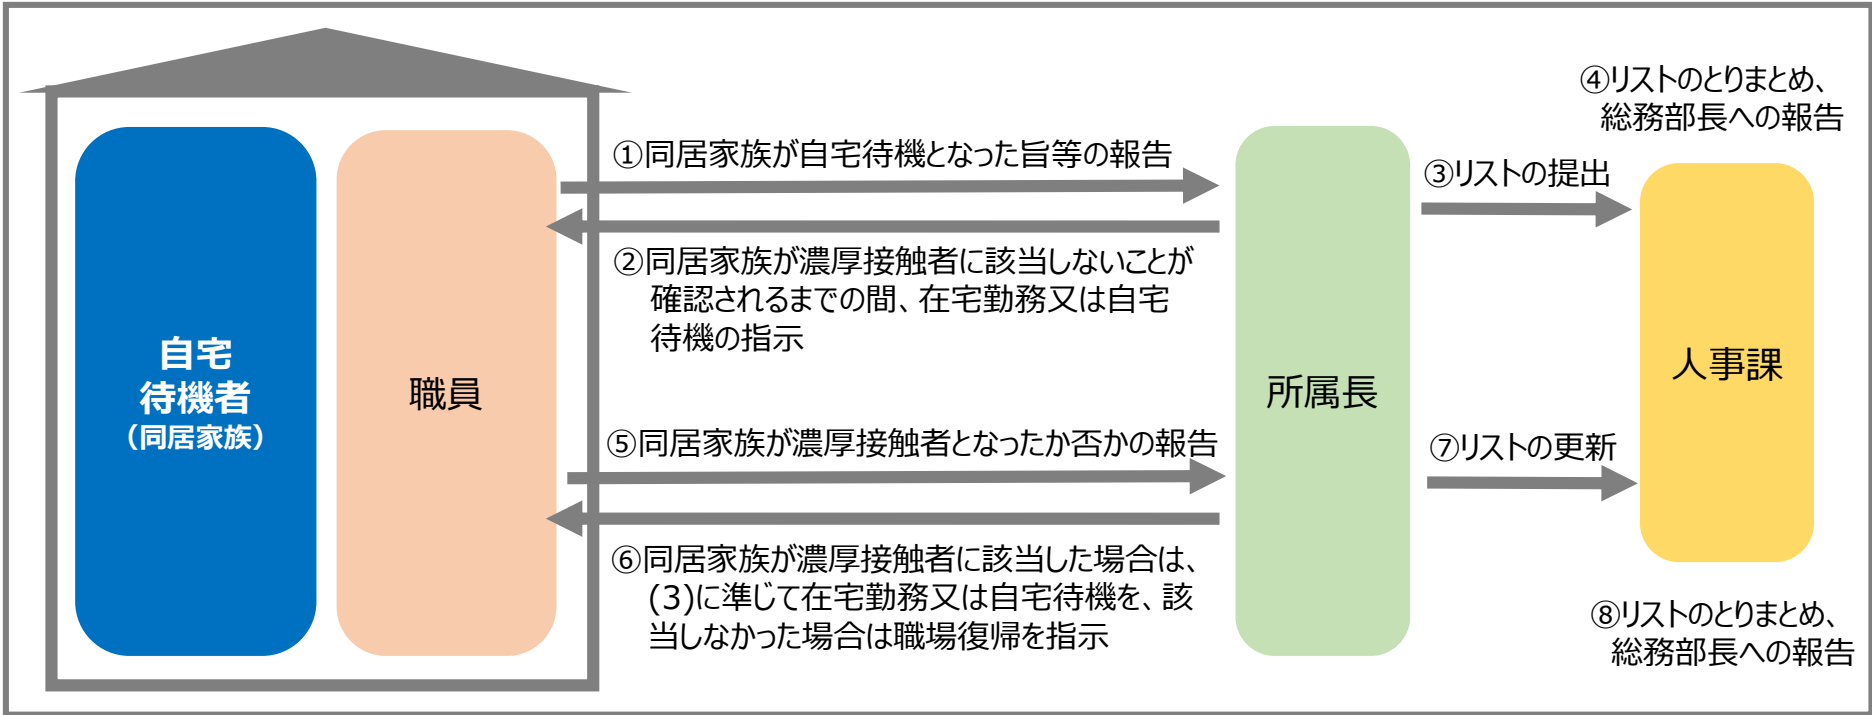 自宅
待機者
（同居家族）
職員
①同居家族が自宅待機となった旨等の報告
②同居家族が濃厚接触者に該当しないことが
確認されるまでの間、在宅勤務又は自宅
待機の指示
⑤同居家族が濃厚接触者となったか否かの報告
⑥同居家族が濃厚接触者に該当した場合は、
(3)に準じて在宅勤務又は自宅待機を、該
当しなかった場合は職場復帰を指示
所属長
③リストの提出
⑦リストの更新
④リストのとりまとめ、
総務部長への報告
人事課
⑧リストのとりまとめ、
総務部長への報告